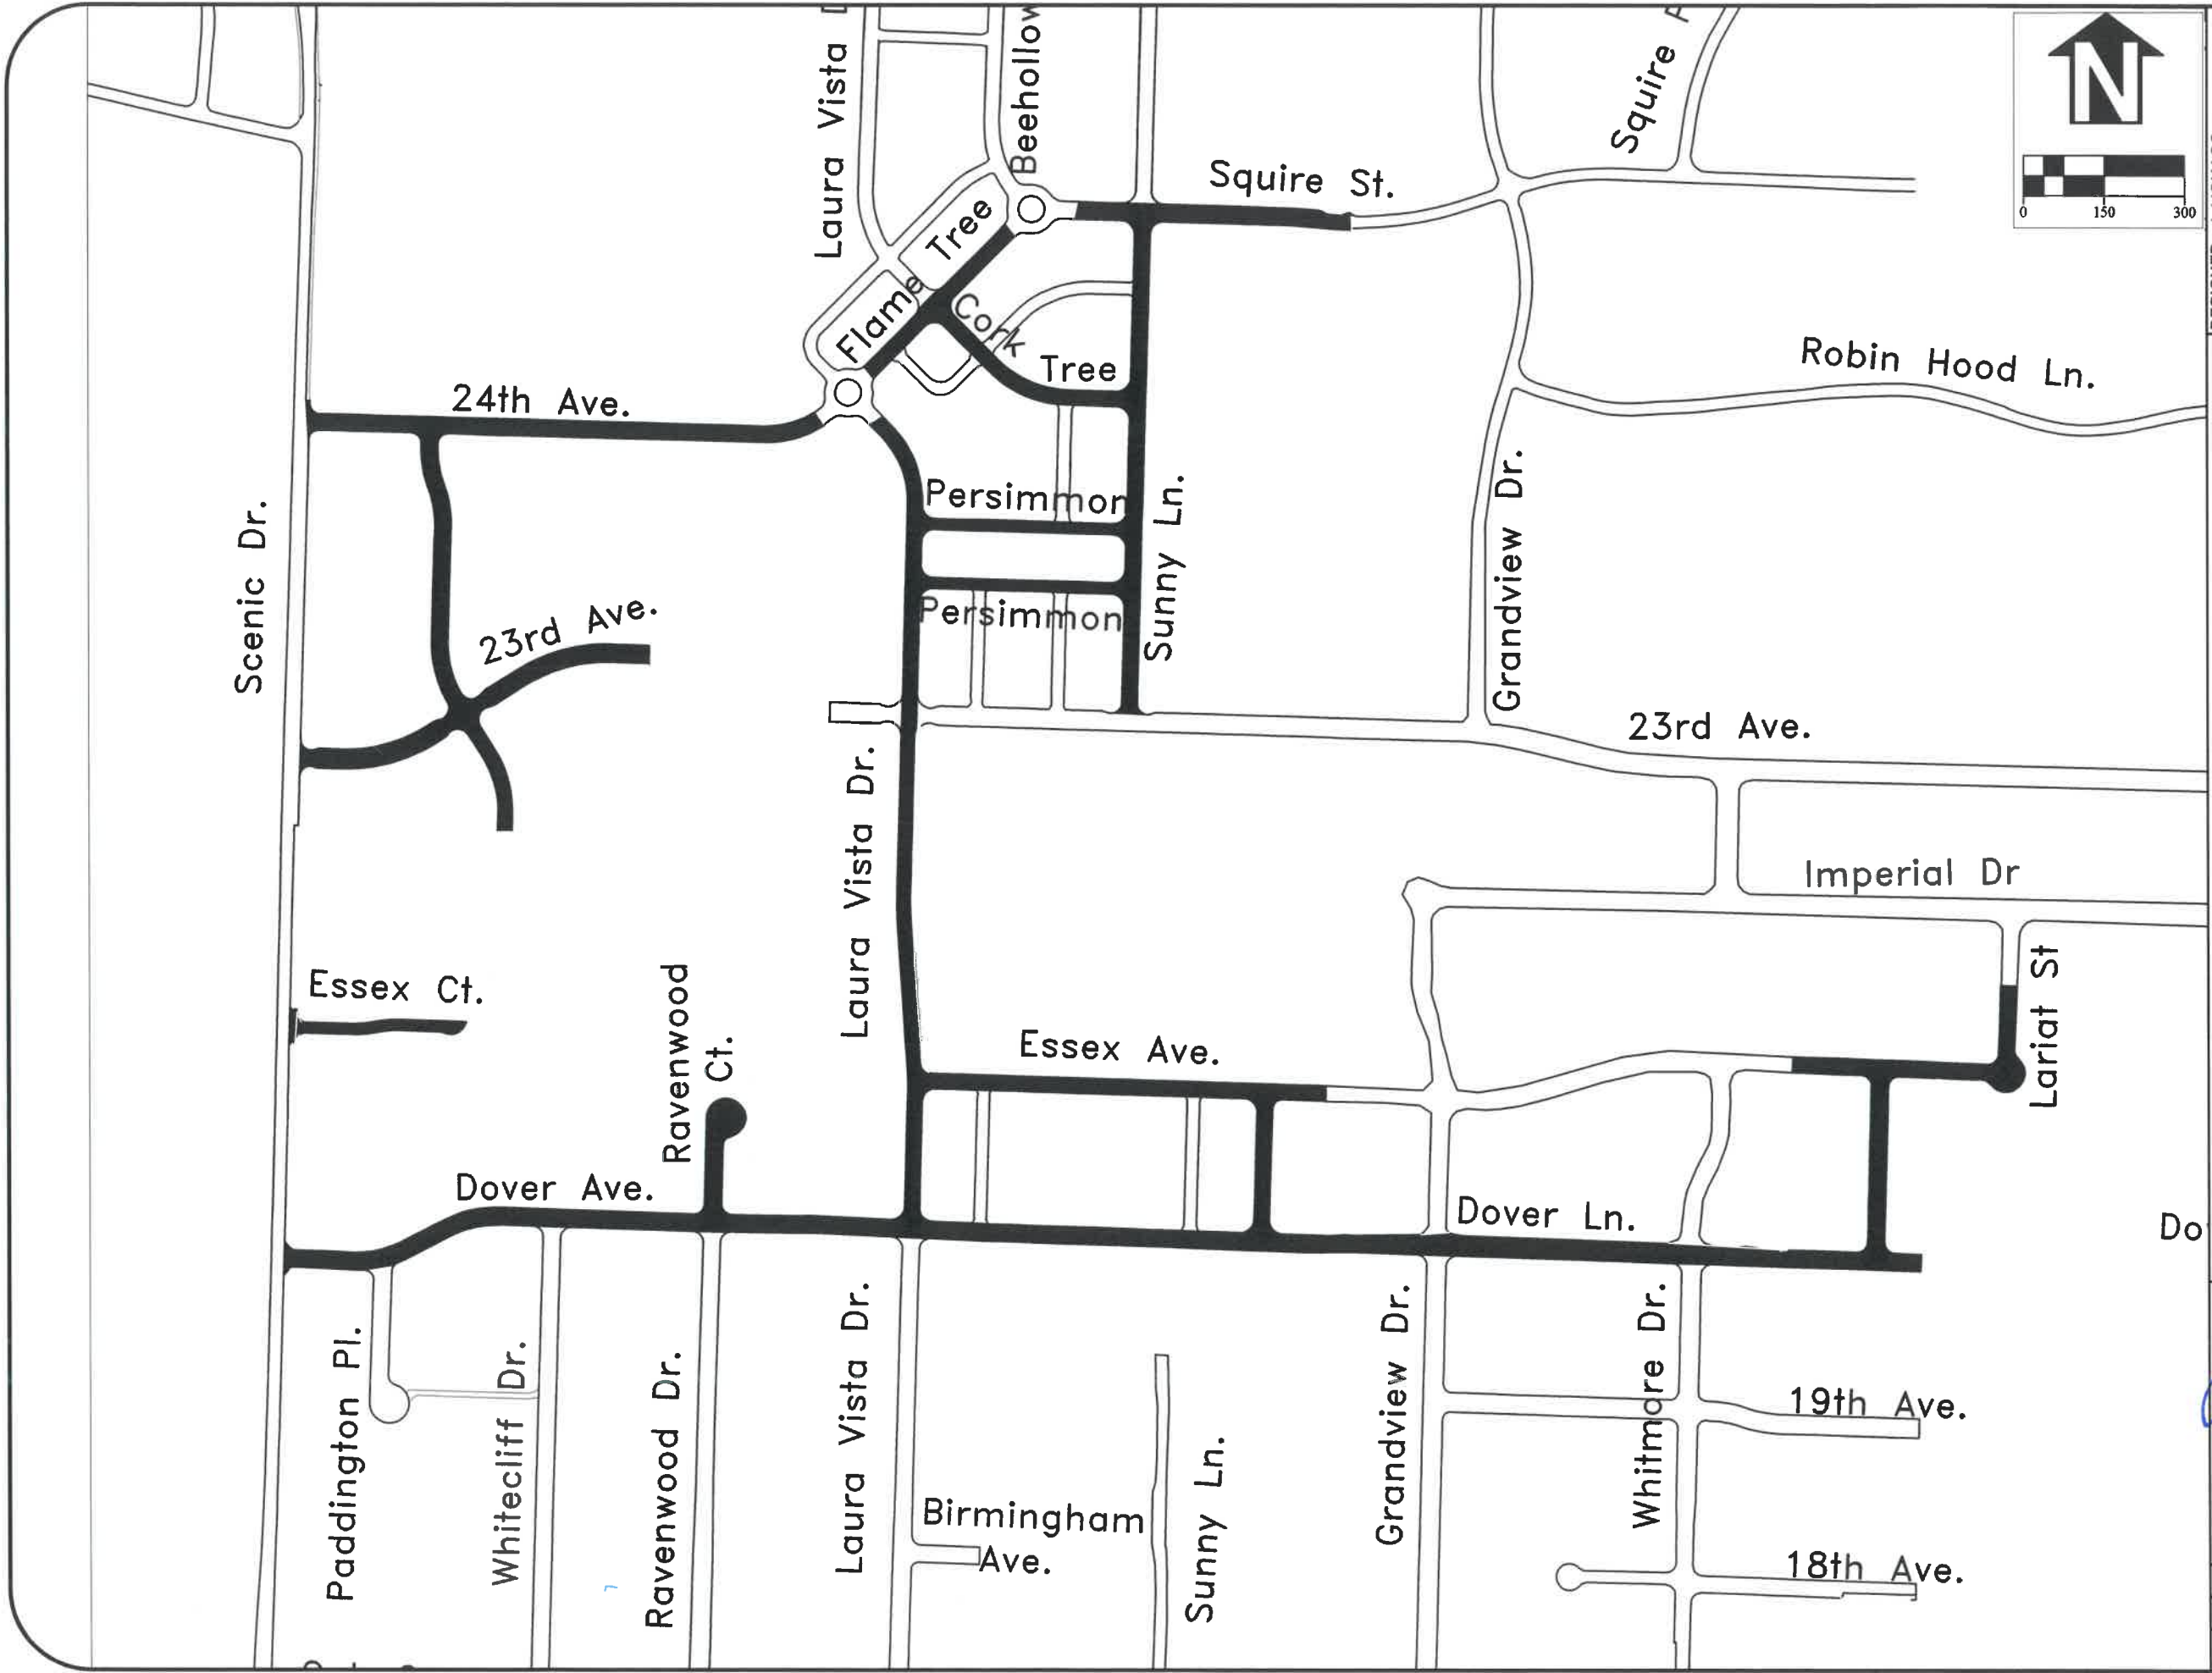 Laura Vista
Beehollow
Squire
N
0 150 300
Squire St.
Flame Tree
Cork
Tree
24th Ave.
Robin Hood Ln.
Scenic Dr.
Persimmon
Persimmon
Sunny Ln.
Grandview Dr.
23rd Ave.
23rd Ave.
Laura Vista Dr.
Imperial Dr
Essex Ct.
Ravenwood
Ct.
Essex Ave.
Lariat St
Dover Ave.
Dover Ln.
Do
Paddington Pl.
Whitecliff Dr.
Ravenwood Dr.
Laura Vista Dr.
Birmingham
Ave.
Sunny Ln.
Grandview Dr.
Whitmore Dr.
19th Ave.
18th Ave.